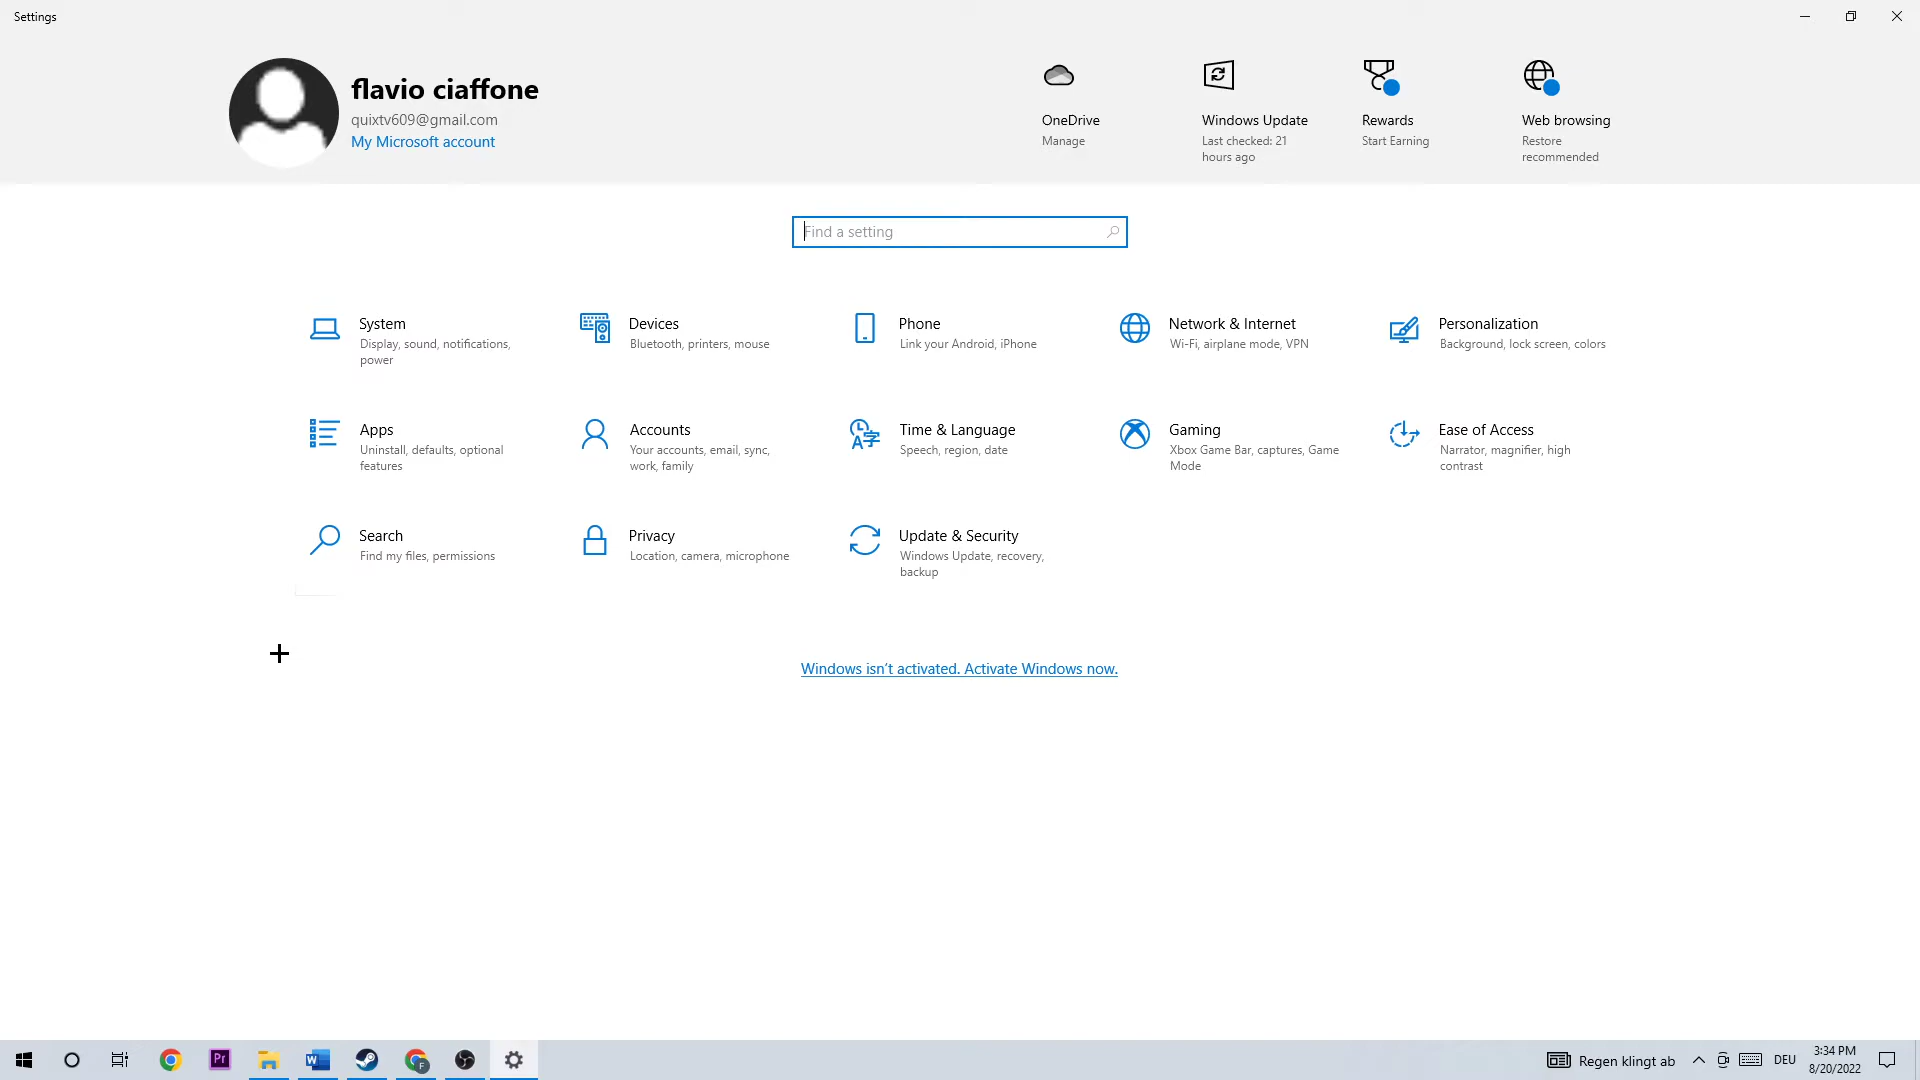 Settings
flavio ciaffone
quixtv609@gmail.com
My Microsoft account
OneDrive
Manage
Windows Update
Last checked: 21
hours ago
Rewards
Start Earning
Web browsing
Restore
recommended
Find a setting
System
Display, sound, notifications,
power
Devices
Bluetooth, printers, mouse
Phone
Link your Android, iPhone
Network & Internet
Wi-Fi, airplane mode, VPN
Personalization
Background, lock screen, colors
Apps
Uninstall, defaults, optional
features
Accounts
Your accounts, email, sync,
work, family
Time & Language
Speech, region, date
Gaming
Xbox Game Bar, captures, Game
Mode
Ease of Access
Narrator, magnifier, high
contrast
Search
Find my files, permissions
Privacy
Location, camera, microphone
Update & Security
Windows Update, recovery,
backup
Windows isn't activated. Activate Windows now.
Pr
W
F
Regen klingt ab
DEU
3:34 PM
8/20/2022